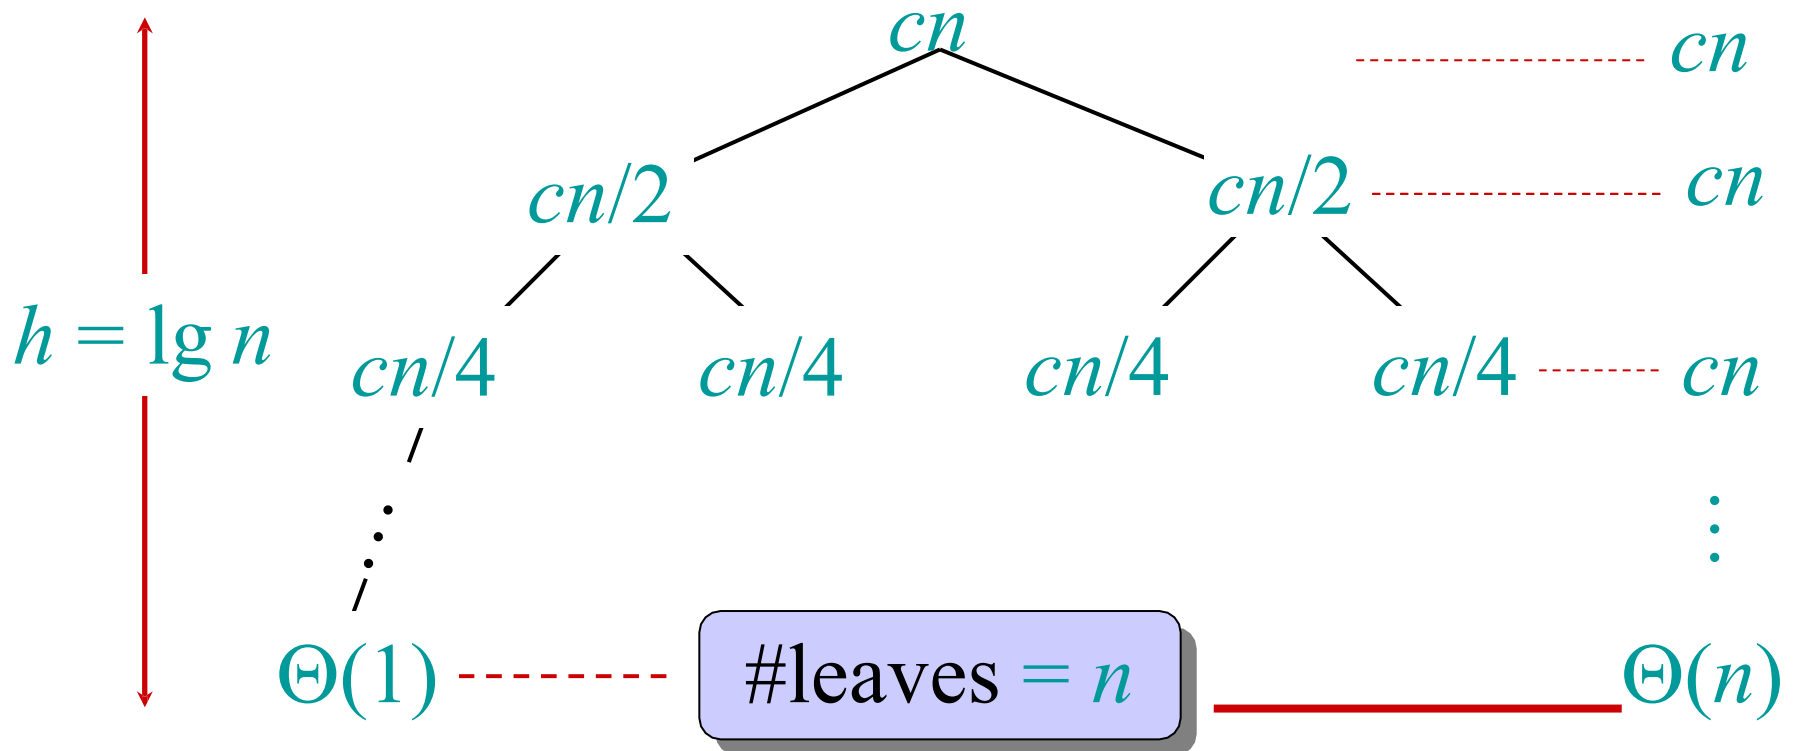 cn cn
cn/2 cn/2 cn
h = lg n cn/4 cn/4 cn/4 cn/4 cn
Θ(1) #leaves = n Θ(n)